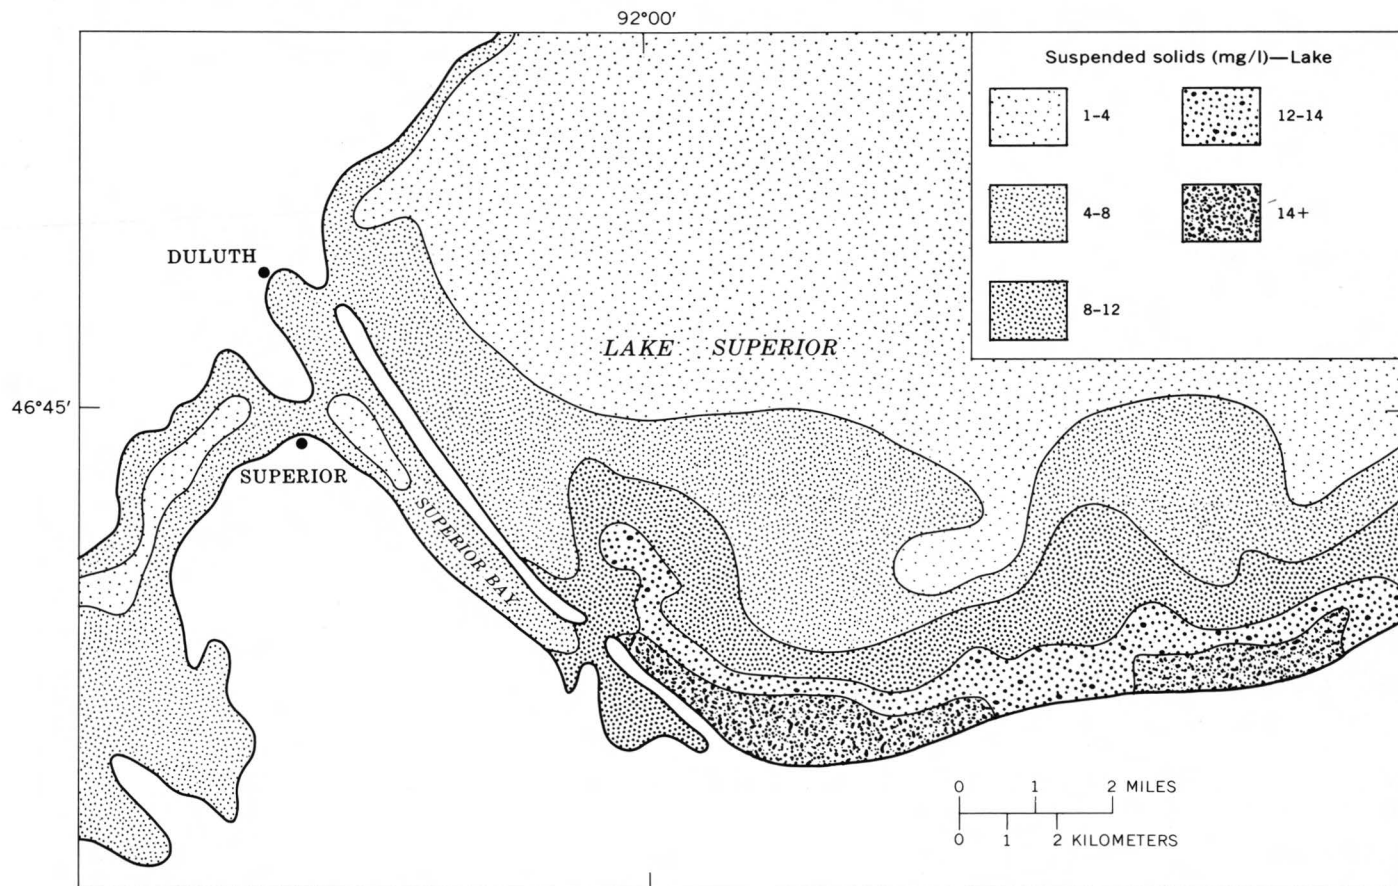 92°00'
Suspended solids (mg/l)—Lake
1-4
12-14
4-8
14+
8-12
DULUTH
LAKE SUPERIOR
46°45'
SUPERIOR
SUPERIOR BAY
0 1 2 MILES
0 1 2 KILOMETERS